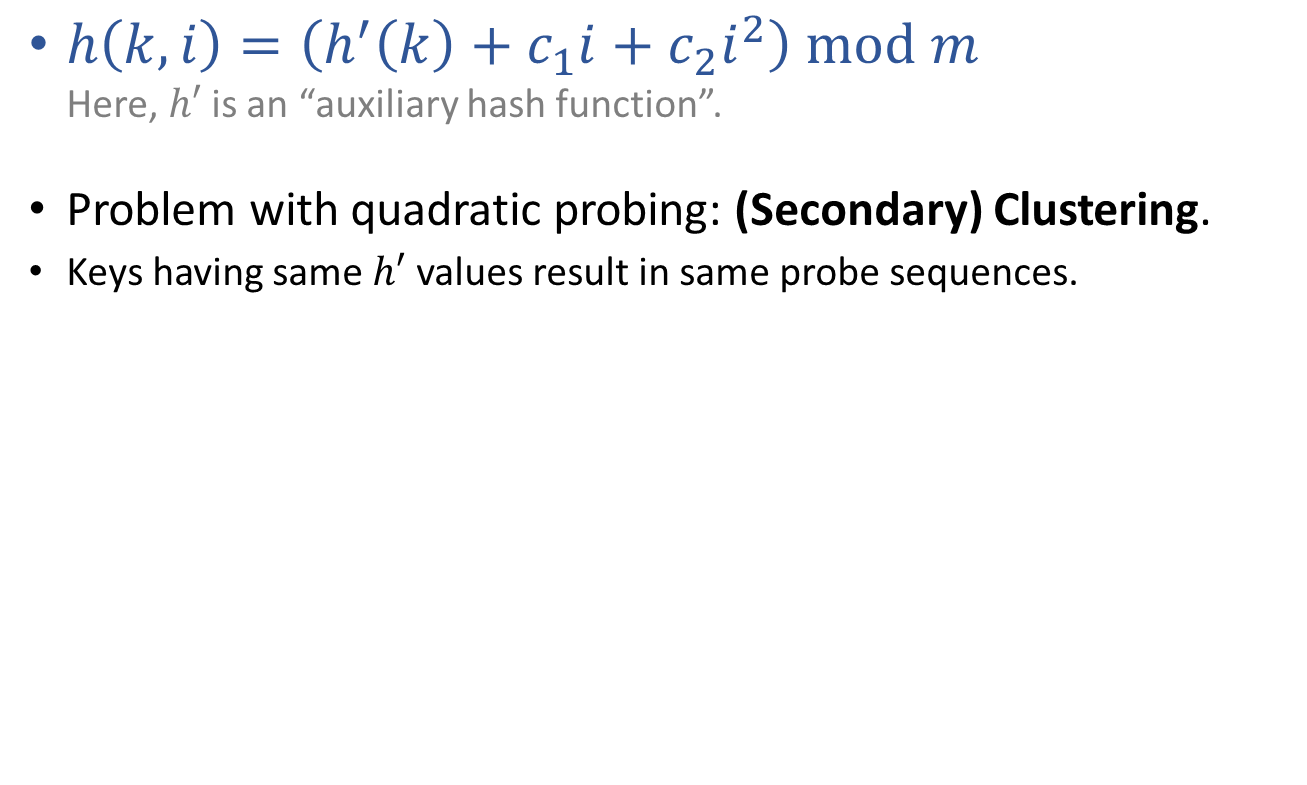 • h(k, i) = (h′(k) + c₁i + c₂i²) mod m
Here, h′ is an “auxiliary hash function”.
• Problem with quadratic probing: (Secondary) Clustering.
• Keys having same h′ values result in same probe sequences.